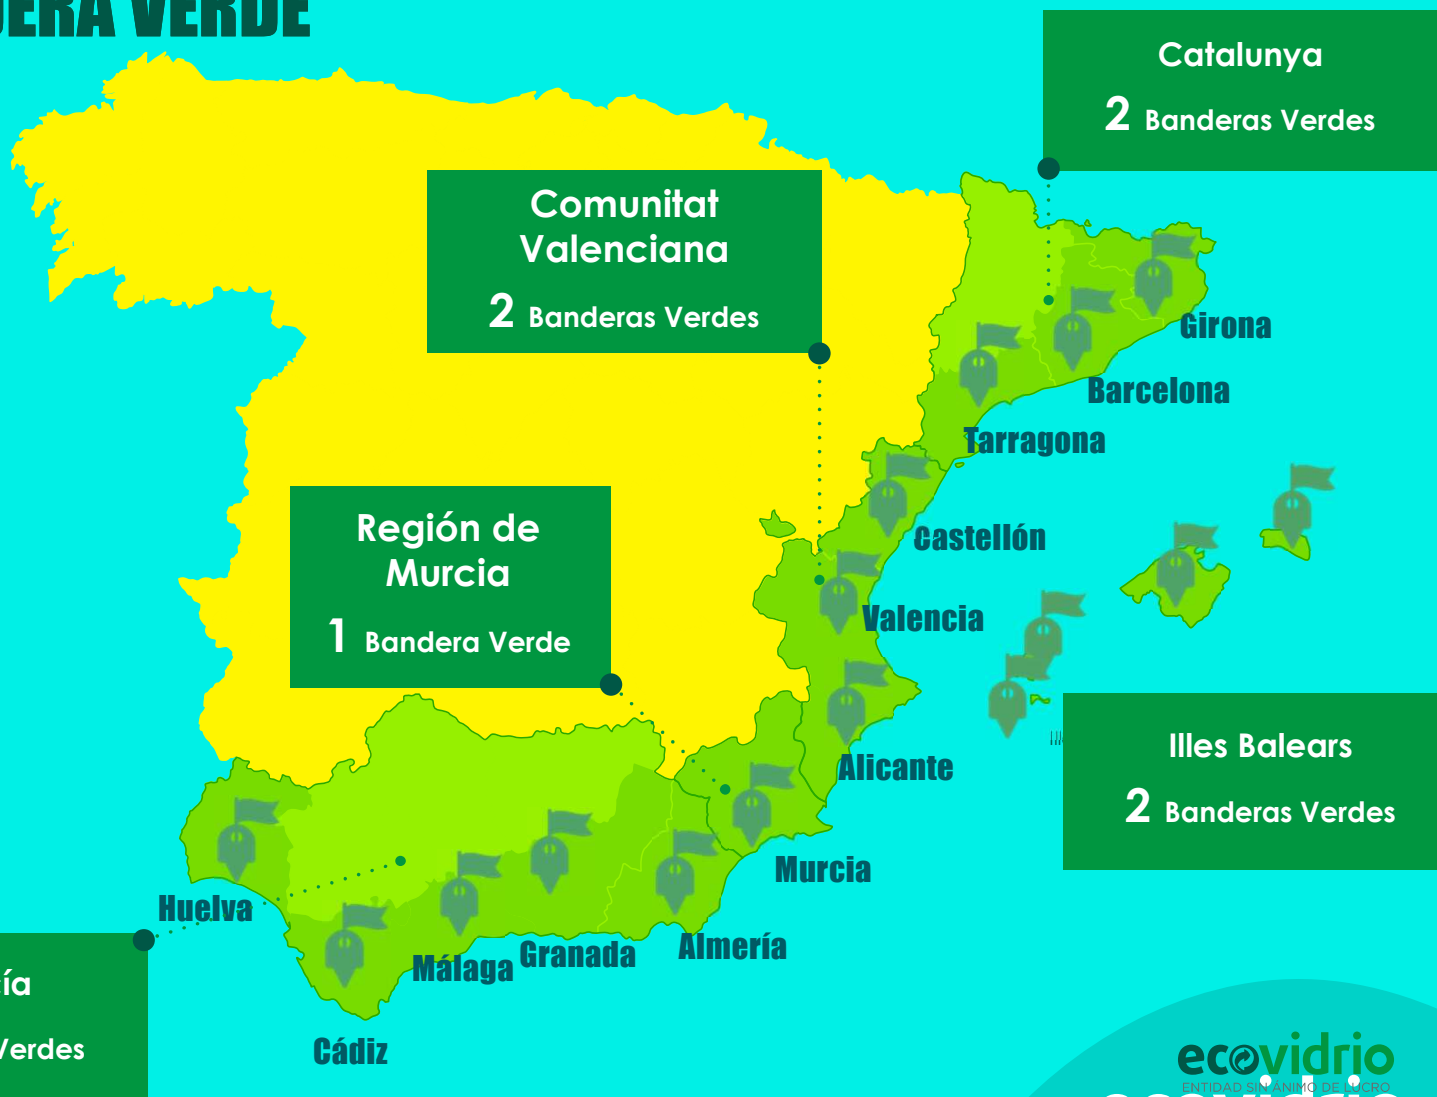 VERDE
Catalunya
2 Banderas Verdes
Comunitat
Valenciana
2 Banderas Verdes
Girona
Barcelona
Tarragona
Región de
Murcia
1 Bandera Verde
Castellón
Valencia
Alicante
Illes Balears
2 Banderas Verdes
Murcia
Huelva
Málaga
Granada
Almería
Cádiz
ía
Verdes
ecovidrio
ENTIDAD SIN ÁNIMO DE LUCRO